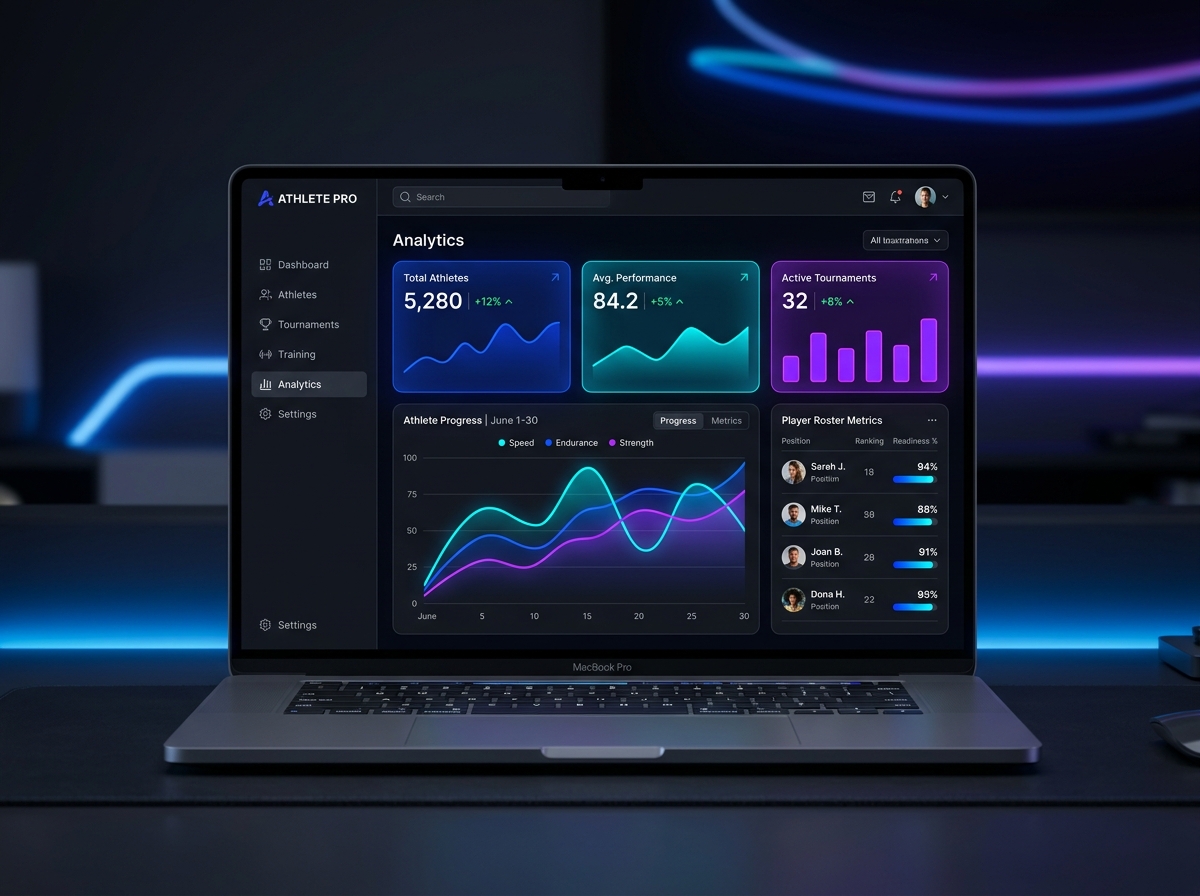 ATHLETE PRO
Search
Dashboard
Athletes
Tournaments
Training
Analytics
Settings
Settings
Analytics
All
Total Athletes
5,280 +12%
Avg. Performance
84.2 +5%
Active Tournaments
32 +8%
Athlete Progress | June 1-30
Progress Metrics
Speed Endurance Strength
100
75
50
25
0
June 5 10 15 20 25 30
Player Roster Metrics
Position Ranking Readiness %
Sarah J. 18 94%
Mike T. 88%
Position
Joan B. 28 91%
Position
Dona H. 22 99%
Position
MacBook Pro